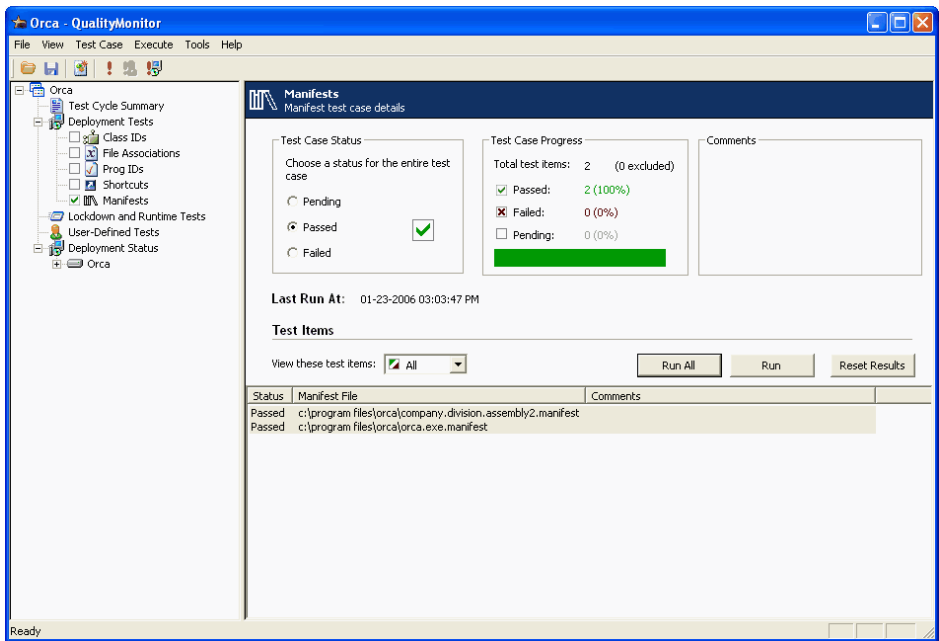 Orca - QualityMonitor
File View Test Case Execute Tools Help
Orca
Test Cycle Summary
Deployment Tests
Class IDs
File Associations
Prog IDs
Shortcuts
Manifests
Lockdown and Runtime Tests
User-Defined Tests
Deployment Status
Orca
Manifests
Manifest test case details
Test Case Status
Choose a status for the entire test
case
Pending
Passed
Failed
Test Case Progress
Total test items: 2 (0 excluded)
Passed: 2 (100%)
Failed: 0 (0%)
Pending: 0 (0%)
Comments
Last Run At: 01-23-2006 03:03:47 PM
Test Items
View these test items: All Run All Run Reset Results
Status Manifest File Comments
Passed c:\program files\orca\company.division.assembly2.manifest
Passed c:\program files\orca\orca.exe.manifest
Ready